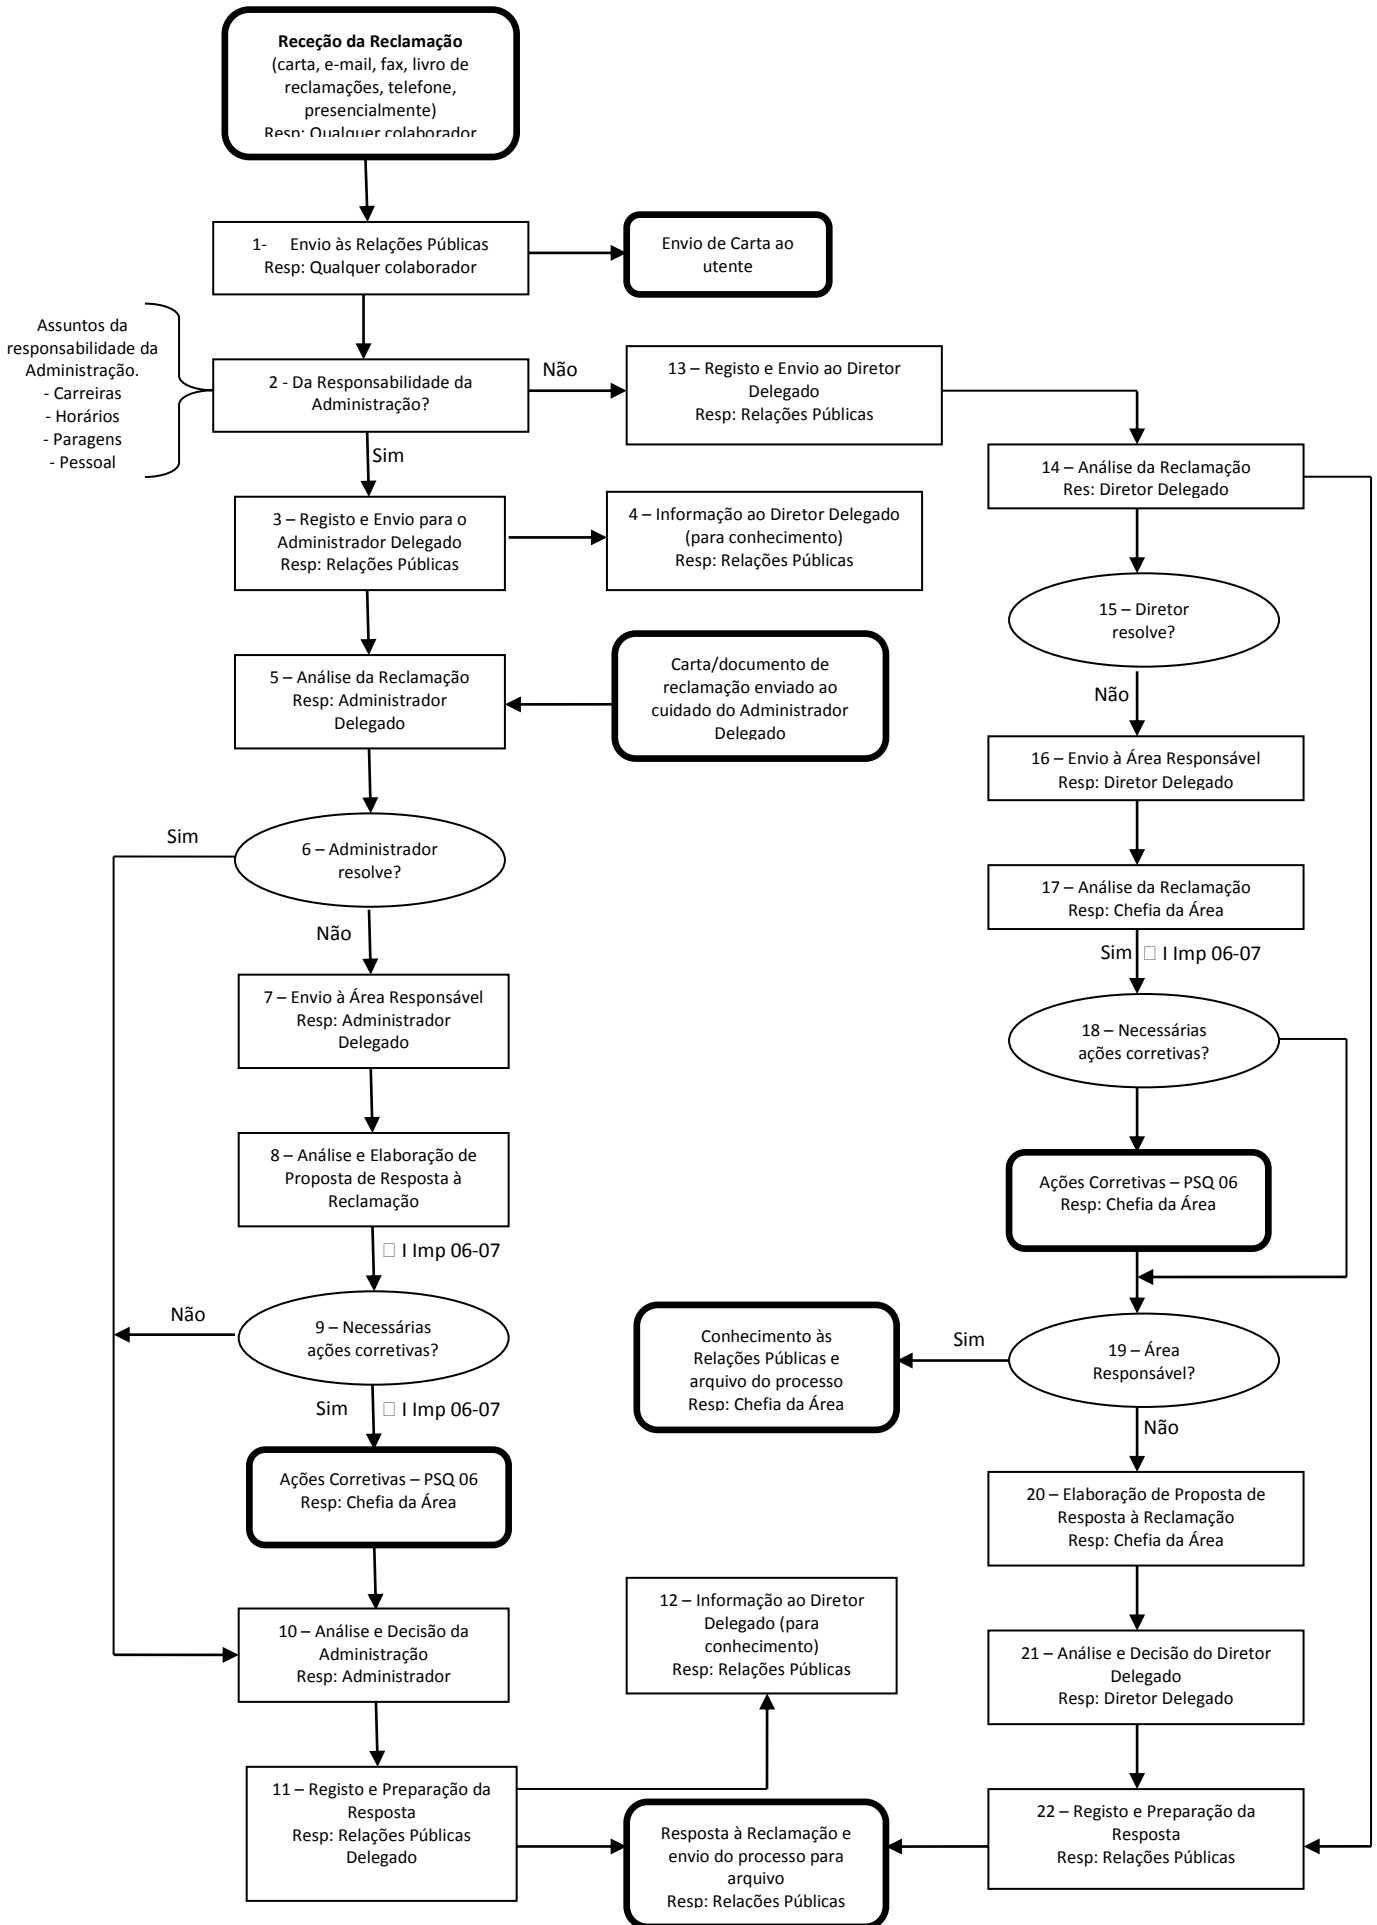 Receção da Reclamação
(carta, e-mail, fax, livro de
reclamações, telefone,
presencialmente)
Resp: Qualquer colaborador
1- Envio às Relações Públicas
Resp: Qualquer colaborador
Envio de Carta ao
utente
Assuntos da
responsabilidade da
Administração.
- Carreiras
- Horários
- Paragens
- Pessoal
2 - Da Responsabilidade da
Administração?
Não
13 – Registo e Envio ao Diretor
Delegado
Resp: Relações Públicas
Sim
14 – Análise da Reclamação
Res: Diretor Delegado
3 – Registo e Envio para o
Administrador Delegado
Resp: Relações Públicas
4 – Informação ao Diretor Delegado
(para conhecimento)
Resp: Relações Públicas
15 – Diretor
resolve?
5 – Análise da Reclamação
Resp: Administrador
Delegado
Carta/documento de
reclamação enviado ao
cuidado do Administrador
Delegado
Não
16 – Envio à Área Responsável
Resp: Diretor Delegado
Sim
6 – Administrador
resolve?
17 – Análise da Reclamação
Resp: Chefia da Área
Não
Sim □ I Imp 06-07
7 – Envio à Área Responsável
Resp: Administrador
Delegado
18 – Necessárias
ações corretivas?
8 – Análise e Elaboração de
Proposta de Resposta à
Reclamação
Ações Corretivas – PSQ 06
Resp: Chefia da Área
□ I Imp 06-07
Não
9 – Necessárias
ações corretivas?
Conhecimento às
Relações Públicas e
arquivo do processo
Resp: Chefia da Área
Sim
19 – Área
Responsável?
Sim □ I Imp 06-07
Não
Ações Corretivas – PSQ 06
Resp: Chefia da Área
20 – Elaboração de Proposta de
Resposta à Reclamação
Resp: Chefia da Área
10 – Análise e Decisão da
Administração
Resp: Administrador
12 – Informação ao Diretor
Delegado (para
conhecimento)
Resp: Relações Públicas
21 – Análise e Decisão do Diretor
Delegado
Resp: Diretor Delegado
11 – Registo e Preparação da
Resposta
Resp: Relações Públicas
Delegado
Resposta à Reclamação e
envio do processo para
arquivo
Resp: Relações Públicas
22 – Registo e Preparação da
Resposta
Resp: Relações Públicas